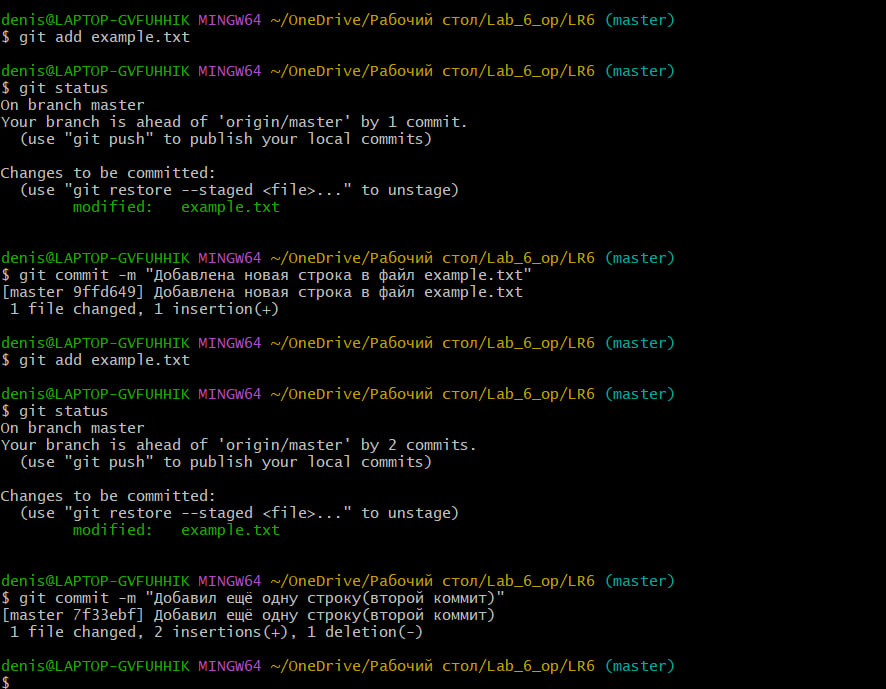 denis@LAPTOP-GVFUHHIK MINGW64 ~/OneDrive/Рабочий стол/Lab_6_op/LR6 (master)
$ git add example.txt
denis@LAPTOP-GVFUHHIK MINGW64 ~/OneDrive/Рабочий стол/Lab_6_op/LR6 (master)
$ git status
On branch master
Your branch is ahead of 'origin/master' by 1 commit.
  (use "git push" to publish your local commits)
Changes to be committed:
  (use "git restore --staged <file>..." to unstage)
        modified:   example.txt
denis@LAPTOP-GVFUHHIK MINGW64 ~/OneDrive/Рабочий стол/Lab_6_op/LR6 (master)
$ git commit -m "Добавлена новая строка в файл example.txt"
[master 9ffd649] Добавлена новая строка в файл example.txt
 1 file changed, 1 insertion(+)
denis@LAPTOP-GVFUHHIK MINGW64 ~/OneDrive/Рабочий стол/Lab_6_op/LR6 (master)
$ git add example.txt
denis@LAPTOP-GVFUHHIK MINGW64 ~/OneDrive/Рабочий стол/Lab_6_op/LR6 (master)
$ git status
On branch master
Your branch is ahead of 'origin/master' by 2 commits.
  (use "git push" to publish your local commits)
Changes to be committed:
  (use "git restore --staged <file>..." to unstage)
        modified:   example.txt
denis@LAPTOP-GVFUHHIK MINGW64 ~/OneDrive/Рабочий стол/Lab_6_op/LR6 (master)
$ git commit -m "Добавил ещё одну строку(второй коммит)"
[master 7f33ebf] Добавил ещё одну строку(второй коммит)
 1 file changed, 2 insertions(+), 1 deletion(-)
denis@LAPTOP-GVFUHHIK MINGW64 ~/OneDrive/Рабочий стол/Lab_6_op/LR6 (master)
$